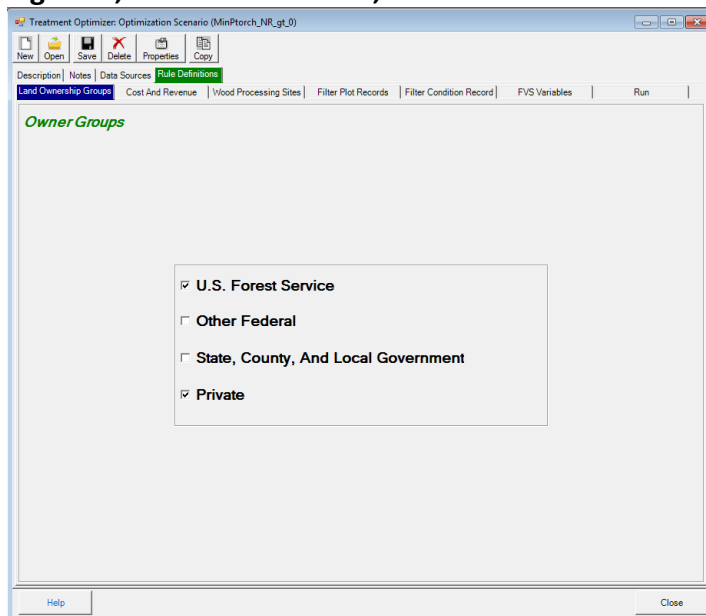 Treatment Optimizer: Optimization Scenario (MinPtorch_NR_gt_0)
New Open Save Delete Properties Copy
Description Notes Data Sources Rule Definitions
Land Ownership Groups Cost And Revenue Wood Processing Sites Filter Plot Records Filter Condition Record FVS Variables Run
Owner Groups
U.S. Forest Service
Other Federal
State, County, And Local Government
Private
Help Close